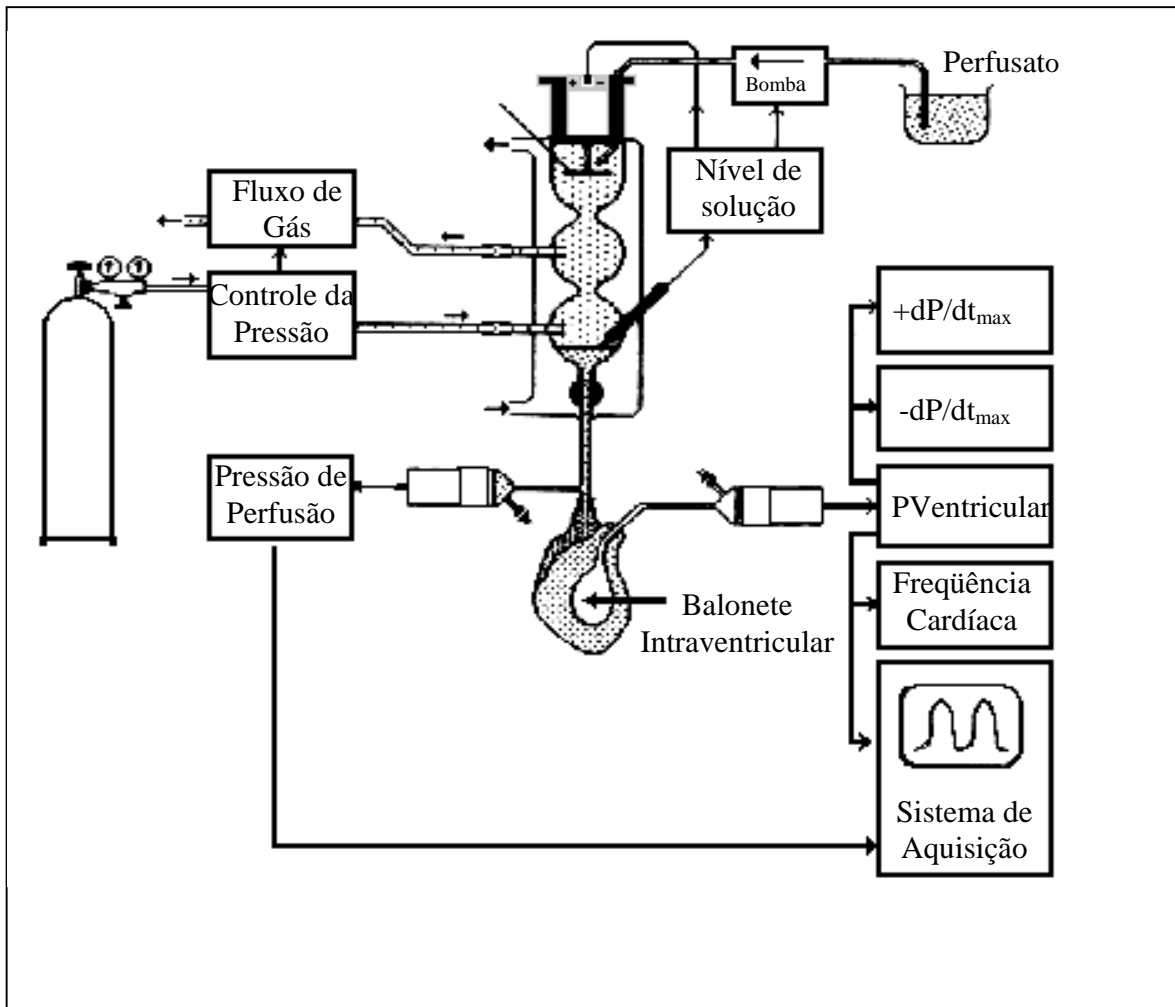 Perfusato
Bomba
Nível de
solução
Fluxo de
Gás
Controle da
Pressão
+dP/dtmax
-dP/dtmax
Pressão de
Perfusão
PVentricular
Balonete
Intraventricular
Freqüência
Cardíaca
Sistema de
Aquisição